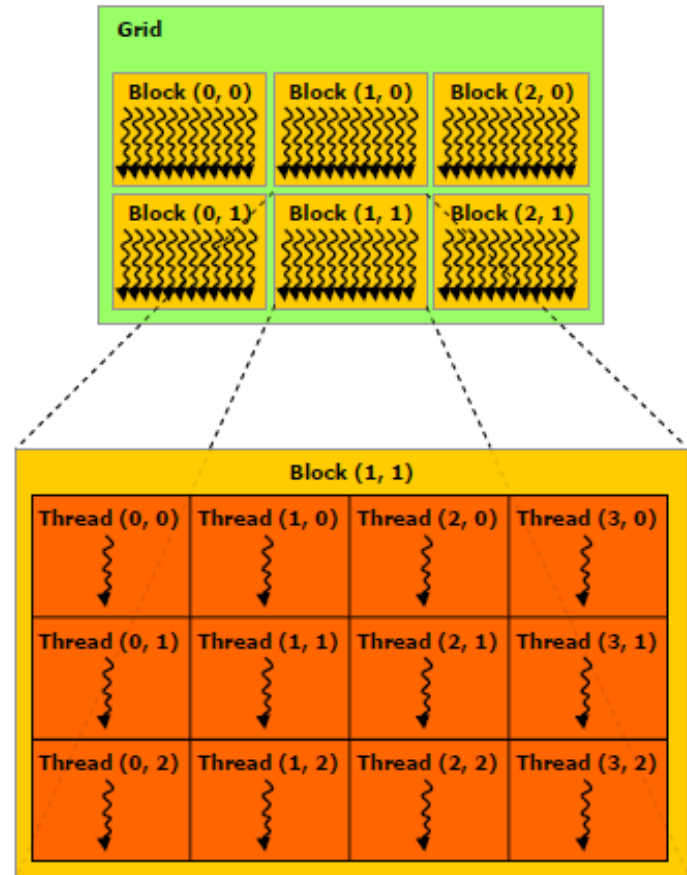 Grid
Block (0, 0) Block (1, 0) Block (2, 0)
Block (0, 1) Block (1, 1) Block (2, 1)
Block (1, 1)
Thread (0, 0) Thread (1, 0) Thread (2, 0) Thread (3, 0)
Thread (0, 1) Thread (1, 1) Thread (2, 1) Thread (3, 1)
Thread (0, 2) Thread (1, 2) Thread (2, 2) Thread (3, 2)